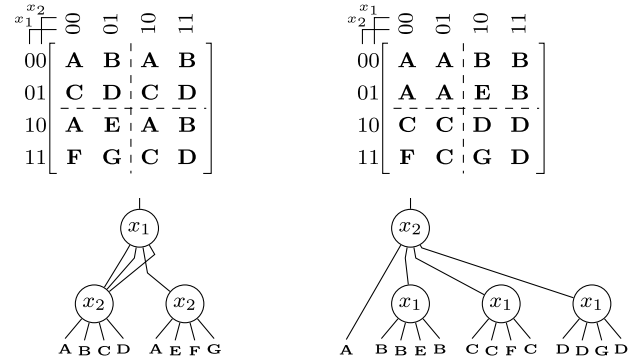 x₂
x₁ 00 01 10 11
00 A B A B
01 C D C D
10 A E A B
11 F G C D
x₁
x₂ 00 01 10 11
00 A A B B
01 A A E B
10 C C D D
11 F C G D
x₁
x₂ x₂
A B C D A E F G
x₂
x₁ x₁ x₁
A B B E B C C F C D D G D